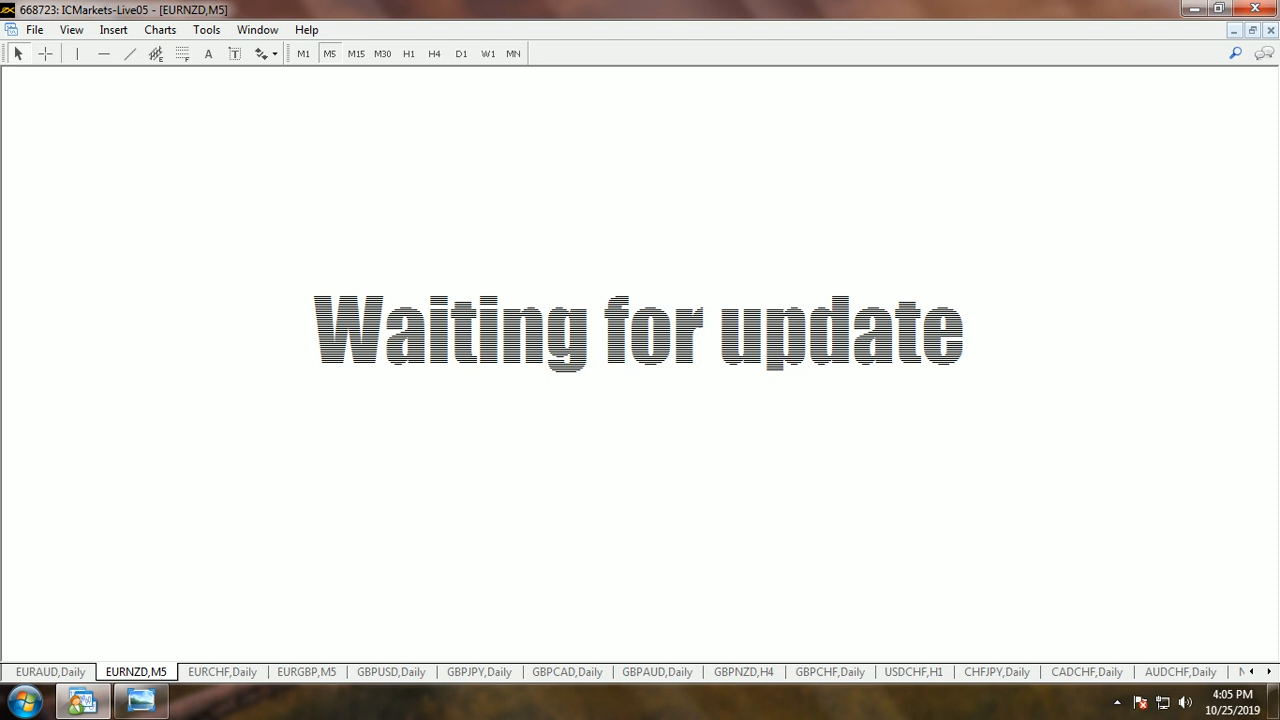 668723: ICMarkets-Live05 - [EURNZD,M5]
File View Insert Charts Tools Window Help
A T M1 M5 M15 M30 H1 H4 D1 W1 MN
Waiting for update
EURAUD,Daily EURNZD,M5 EURCHF,Daily EURGBP,M5 GBPUSD,Daily GBPJPY,Daily GBPCAD,Daily GBPAUD,Daily GBPNZD,H4 GBPCHF,Daily USDCHF,H1 CHFJPY,Daily CADCHF,Daily AUDCHF,Daily N
4:05 PM
10/25/2019